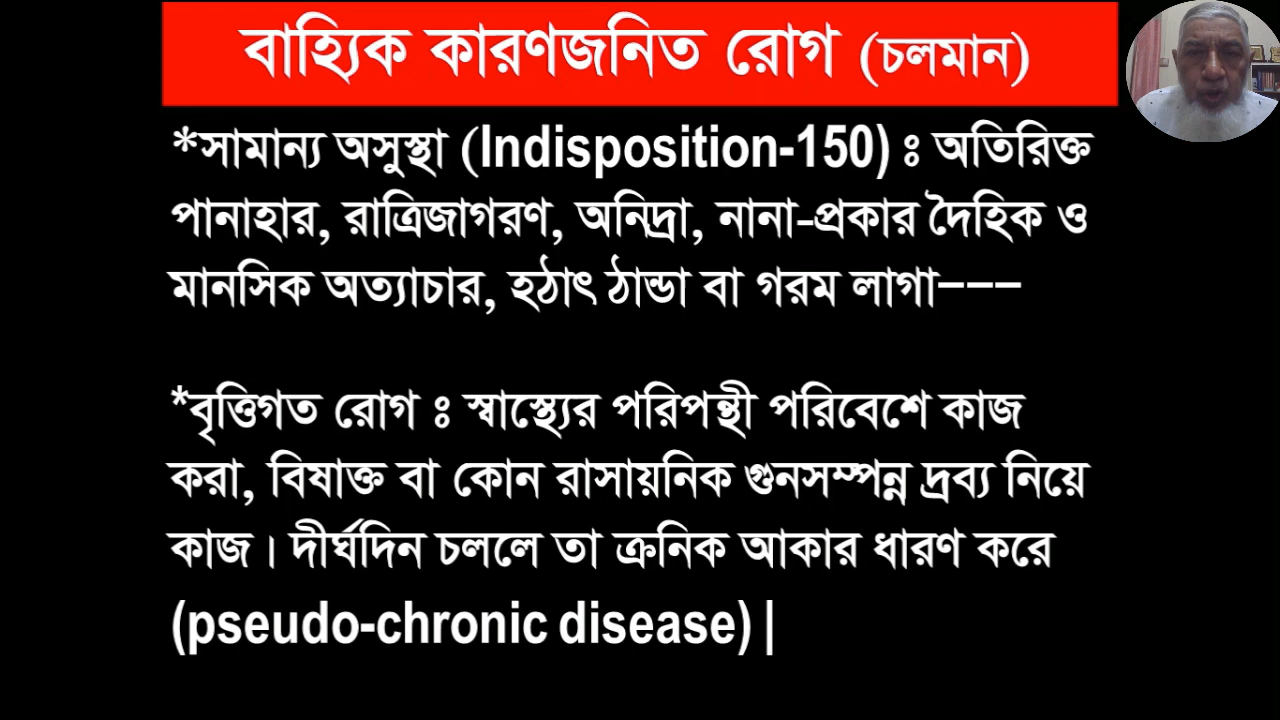 বাহ্যিক কারণজনিত রোগ (চলমান)
*সামান্য অসুস্থা (Indisposition-150) ঃ অতিরিক্ত
পানাহার, রাত্রিজাগরণ, অনিদ্রা, নানা-প্রকার দৈহিক ও
মানসিক অত্যাচার, হঠাৎ ঠান্ডা বা গরম লাগা---
*বৃত্তিগত রোগ ঃ স্বাস্থ্যের পরিপন্থী পরিবেশে কাজ
করা, বিষাক্ত বা কোন রাসায়নিক গুনসম্পন্ন দ্রব্য নিয়ে
কাজ। দীর্ঘদিন চললে তা ক্রনিক আকার ধারণ করে
(pseudo-chronic disease) |